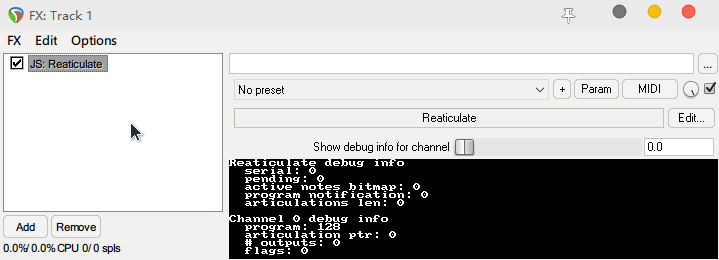 FX: Track 1
FX Edit Options
JS: Reaticulate
...
No preset
+ Param MIDI
Reaticulate Edit...
Show debug info for channel 0.0
Reaticulate debug info
serial: 0
pending: 0
active notes bitmap: 0
program notification: 0
articulations len: 0
Channel 0 debug info
program: 128
articulation ptr: 0
# outputs: 0
flags: 0
Add Remove
0.0%/0.0% CPU 0/0 spls